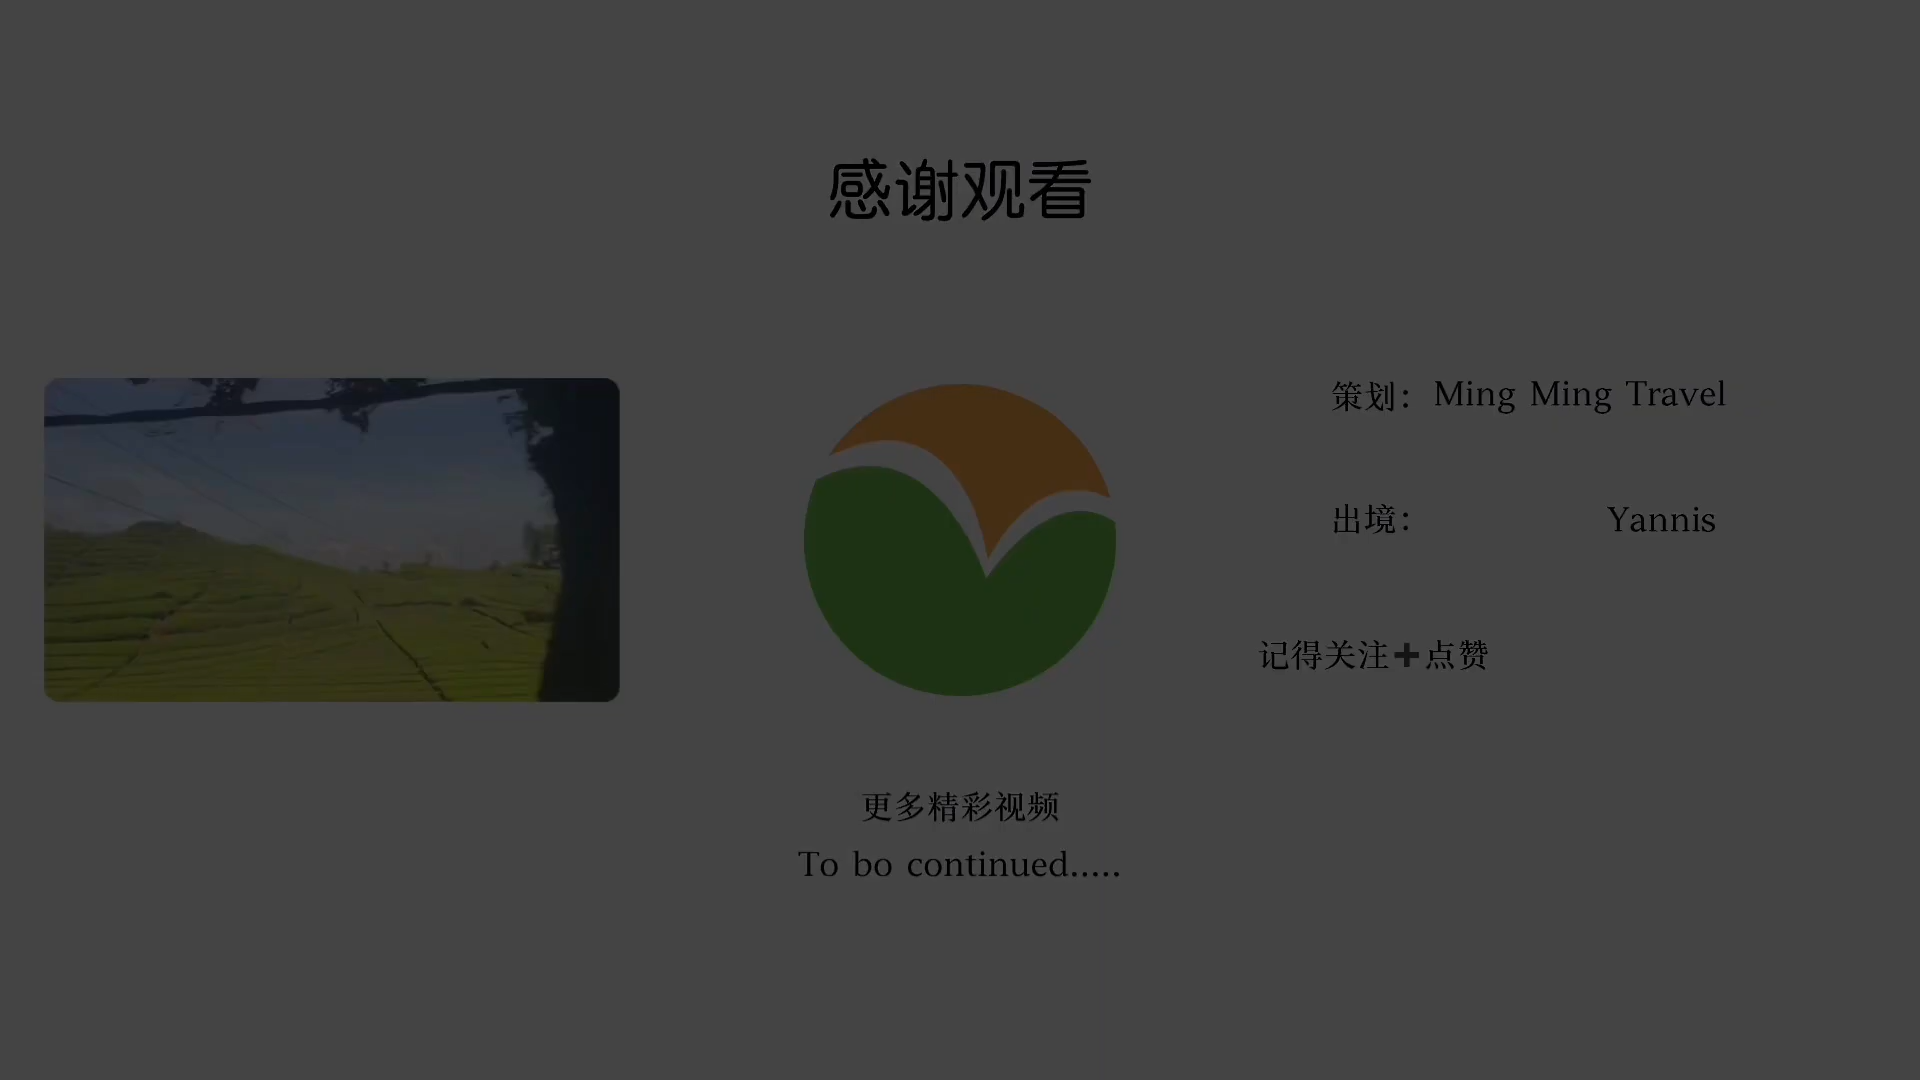 感谢观看
策划：Ming Ming Travel
出境： Yannis
记得关注➕点赞
更多精彩视频
To bo continued.....